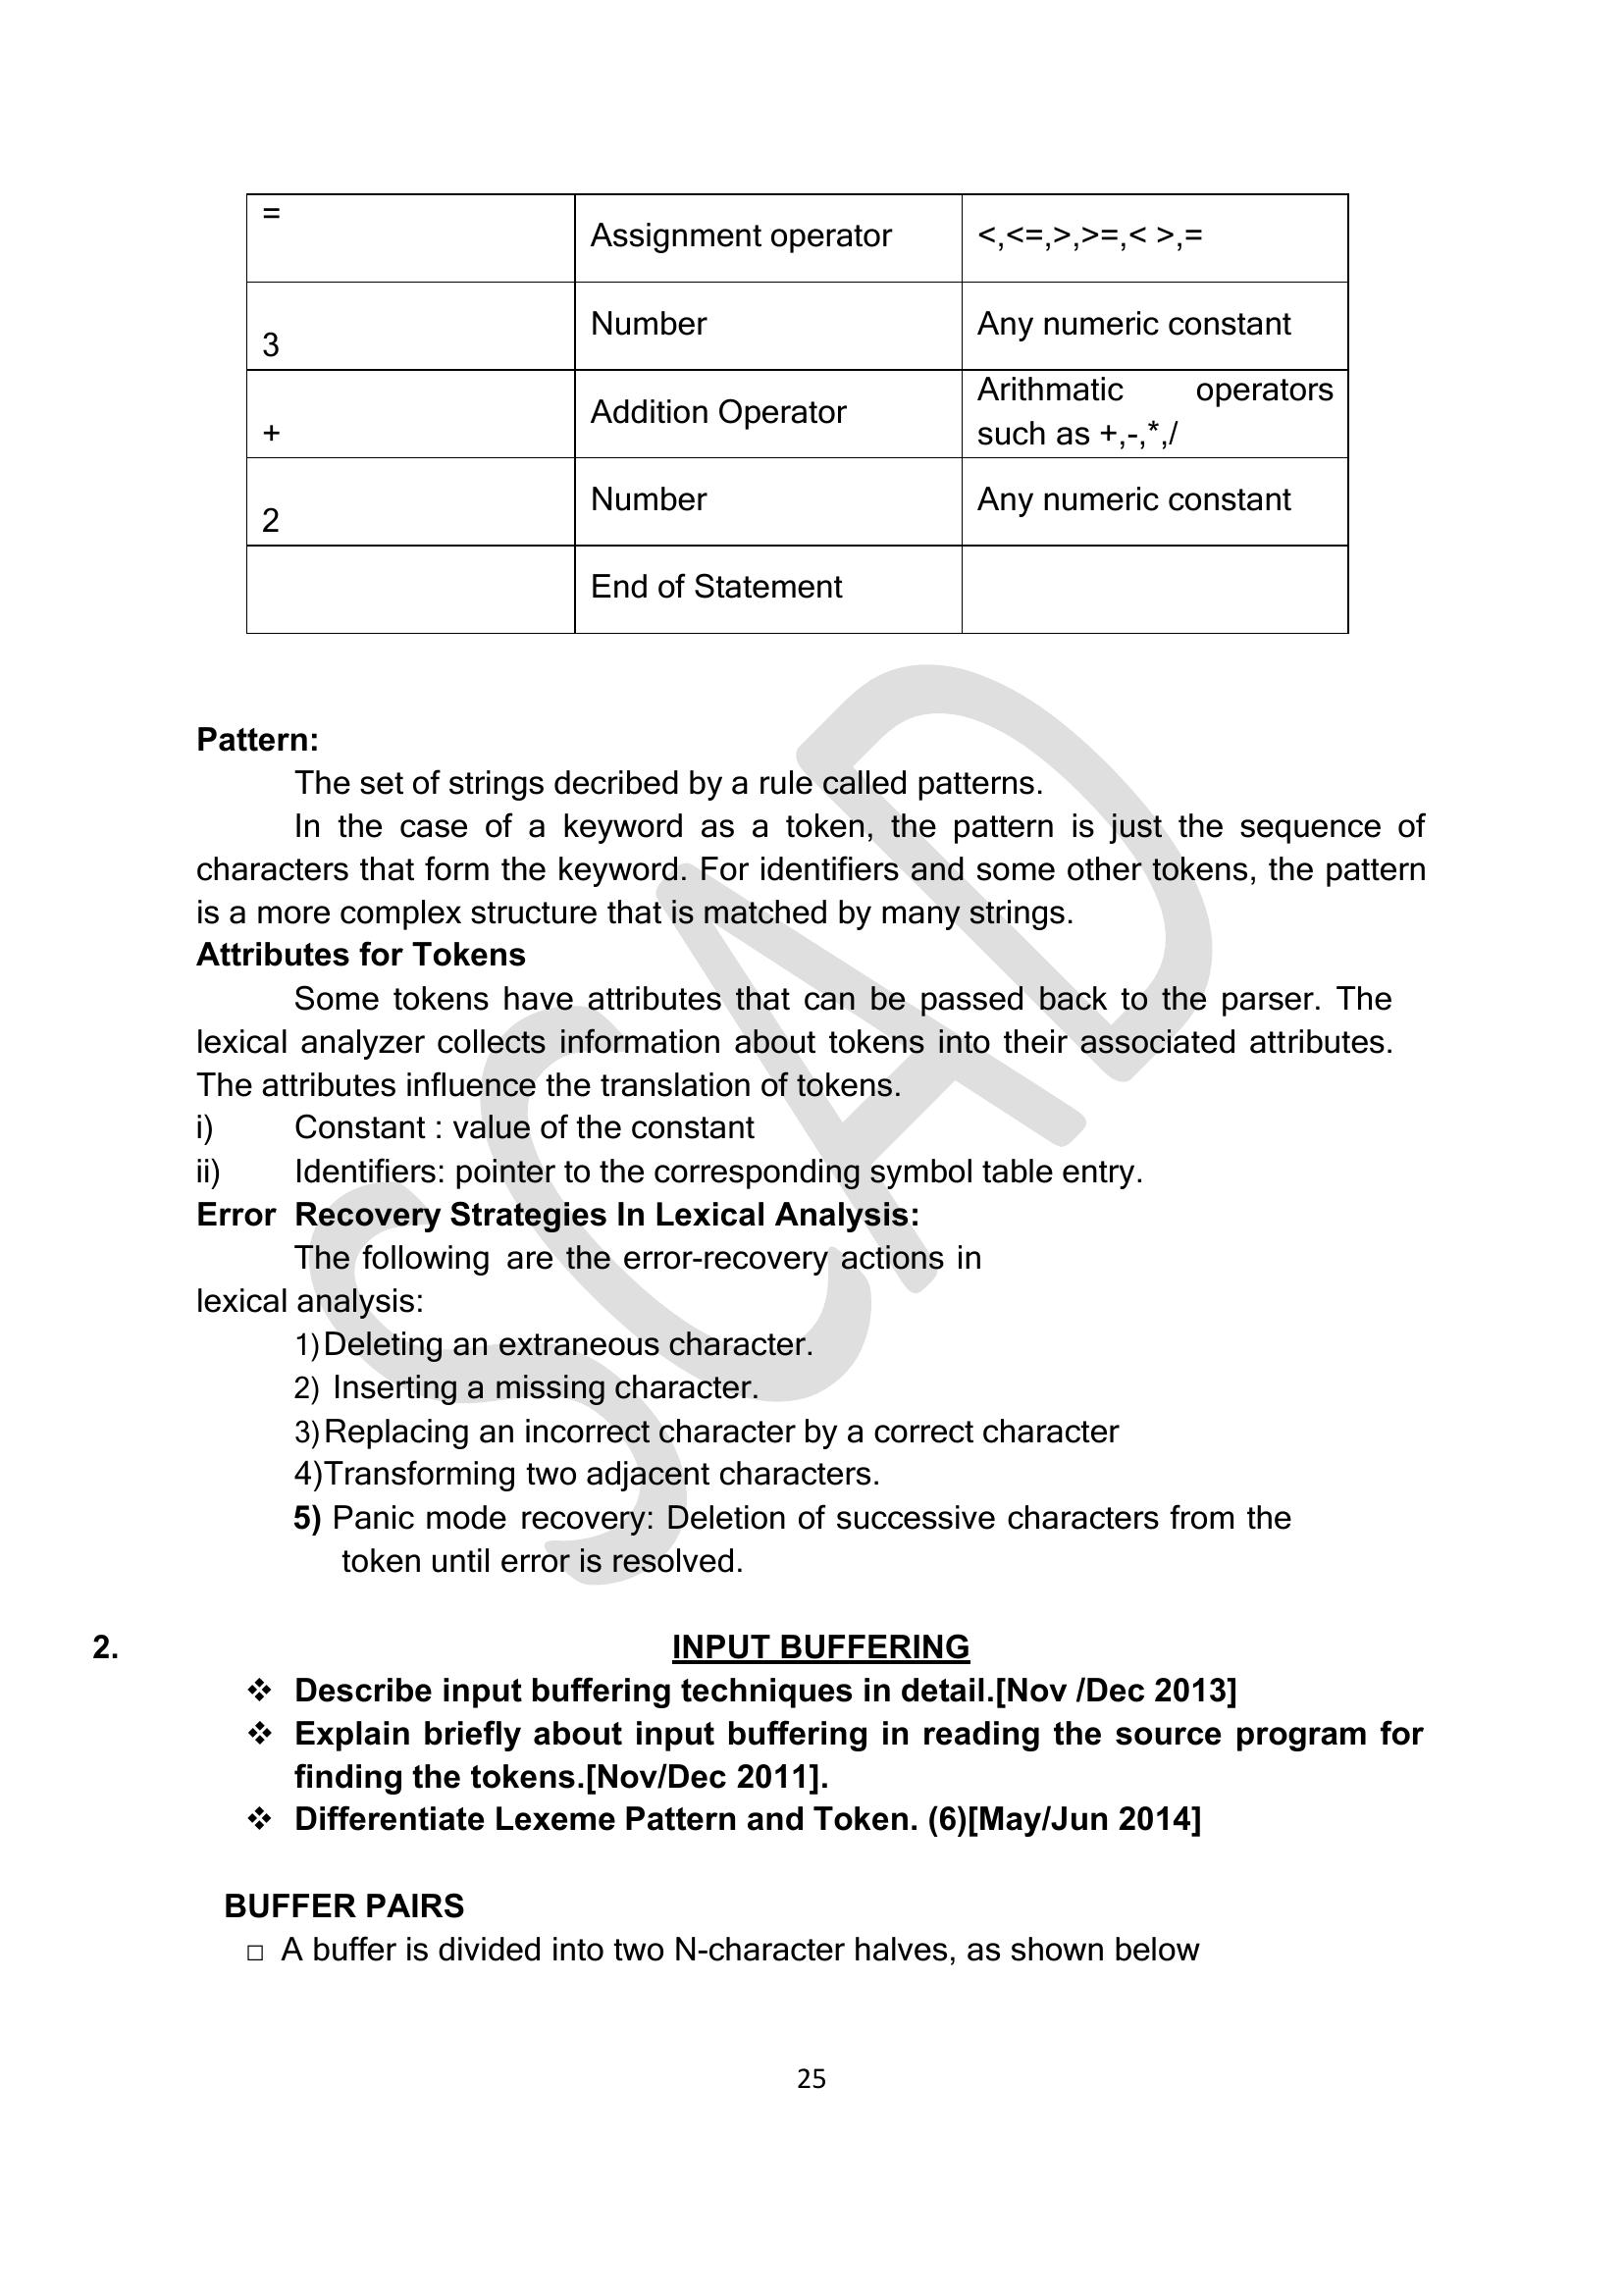 =
Assignment operator
<,<=,>,>=,< >,=
3
Number
Any numeric constant
+
Addition Operator
Arithmatic operators
such as +,-,*,/
2
Number
Any numeric constant
End of Statement
SCAD
Pattern:
The set of strings decribed by a rule called patterns.
In the case of a keyword as a token, the pattern is just the sequence of
characters that form the keyword. For identifiers and some other tokens, the pattern
is a more complex structure that is matched by many strings.
Attributes for Tokens
Some tokens have attributes that can be passed back to the parser. The
lexical analyzer collects information about tokens into their associated attributes.
The attributes influence the translation of tokens.
i) Constant : value of the constant
ii) Identifiers: pointer to the corresponding symbol table entry.
Error Recovery Strategies In Lexical Analysis:
The following are the error-recovery actions in
lexical analysis:
1)Deleting an extraneous character.
2) Inserting a missing character.
3)Replacing an incorrect character by a correct character
4)Transforming two adjacent characters.
5) Panic mode recovery: Deletion of successive characters from the
token until error is resolved.
2. INPUT BUFFERING
❖ Describe input buffering techniques in detail.[Nov /Dec 2013]
❖ Explain briefly about input buffering in reading the source program for
finding the tokens.[Nov/Dec 2011].
❖ Differentiate Lexeme Pattern and Token. (6)[May/Jun 2014]
BUFFER PAIRS
□ A buffer is divided into two N-character halves, as shown below
25